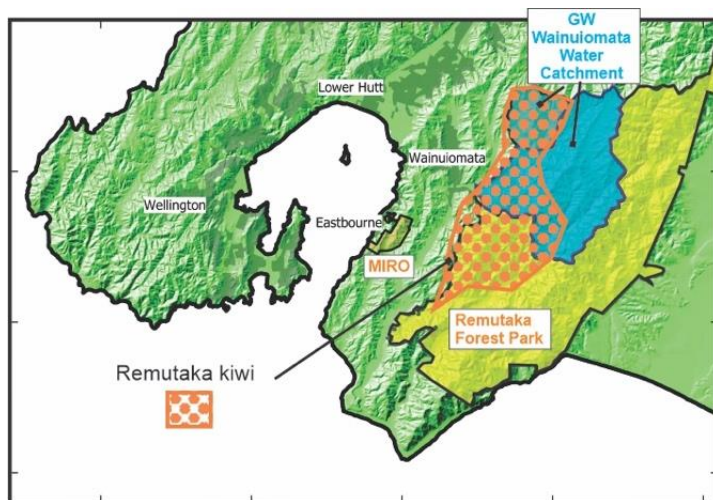 GW
Wainuiomata
Water
Catchment
Lower Hutt
Wainuiomata
Wellington
Eastbourne
MIRO
Remutaka
Forest Park
Remutaka kiwi